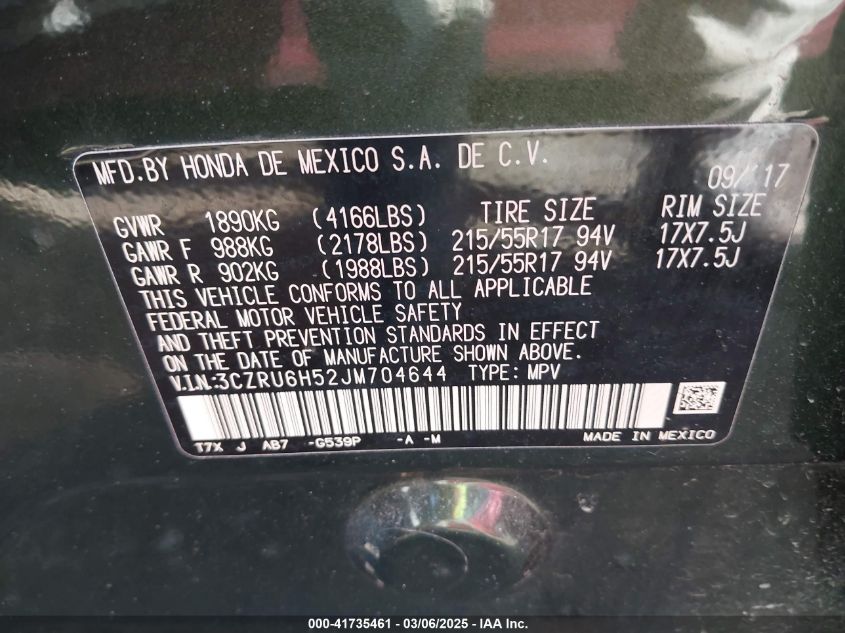 MFD.BY HONDA DE MEXICO S.A. DE C.V.
09/17
GVWR 1890KG (4166LBS) TIRE SIZE RIM SIZE
GAWR F 988KG (2178LBS) 215/55R17 94V 17X7.5J
GAWR R 902KG (1988LBS) 215/55R17 94V 17X7.5J
THIS VEHICLE CONFORMS TO ALL APPLICABLE
FEDERAL MOTOR VEHICLE SAFETY
AND THEFT PREVENTION STANDARDS IN EFFECT
ON THE DATE OF MANUFACTURE SHOWN ABOVE.
V.I.N.:3CZRU6H52JM704644 TYPE: MPV
T7X J AB7 -G539P -A -M MADE IN MEXICO
000-41735461 - 03/06/2025 - IAA Inc.